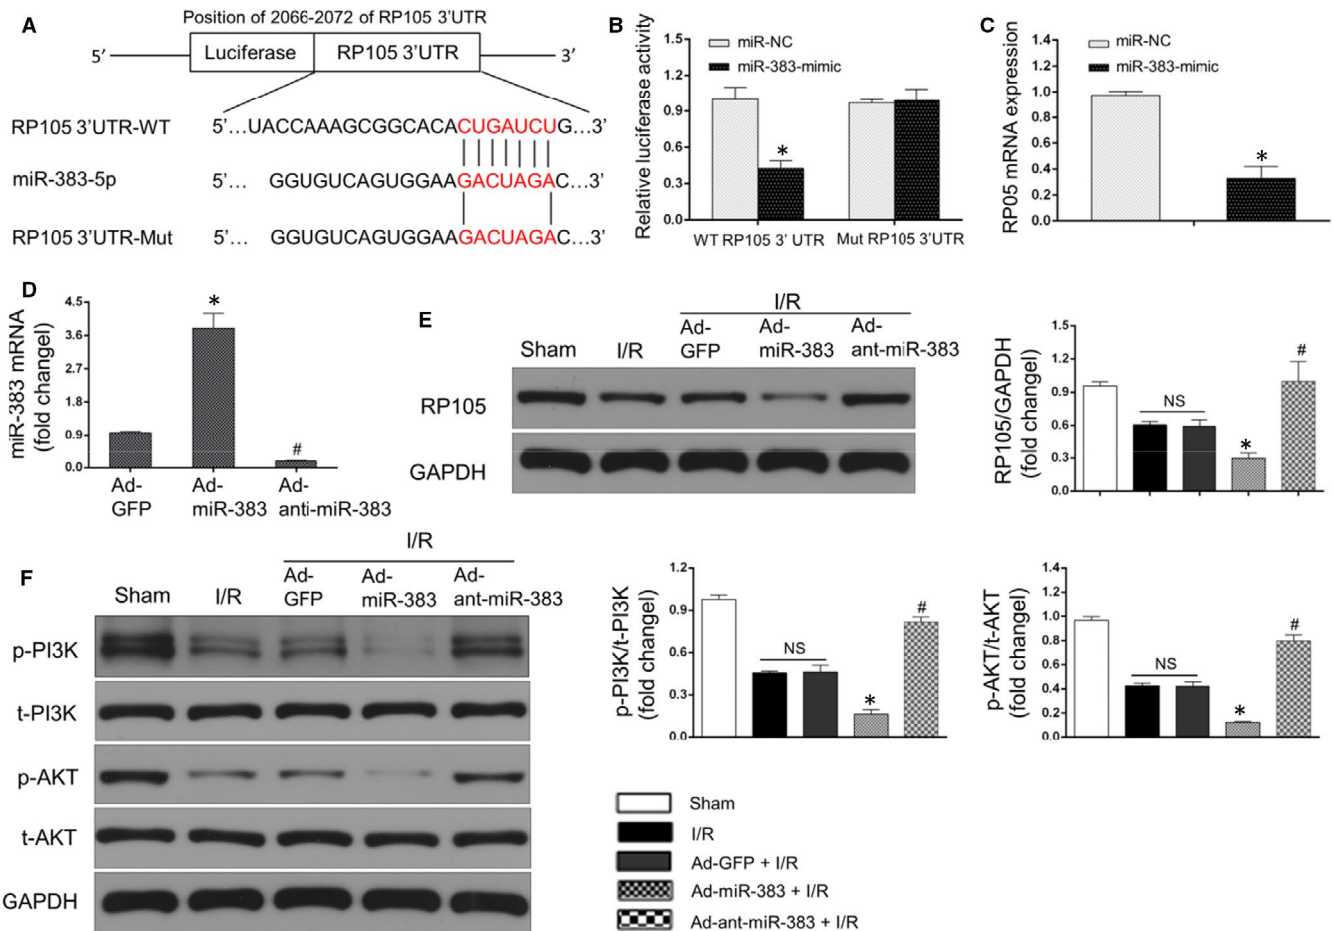 A
Position of 2066-2072 of RP105 3'UTR
5' Luciferase RP105 3'UTR 3'
RP105 3'UTR-WT 5'...UACCAAAGCGGCACACUGAUCUG...3'
miR-383-5p 5'... GGUGUCAGUGGAAGACUAGAC...3'
RP105 3'UTR-Mut 5'... GGUGUCAGUGGAAGACUAGAC...3'
B
Relative luciferase activity
1.5
1.2
0.9
0.6
0.3
0.0
miR-NC
miR-383-mimic
*
WT RP105 3' UTR
Mut RP105 3'UTR
C
RP05 mRNA expression
1.4
1.2
1.0
0.8
0.6
0.4
0.2
0.0
miR-NC
miR-383-mimic
*
D
miR-383 mRNA
(fold changel)
4.5
3.6
2.7
1.8
0.9
0.0
*
#
Ad-
GFP
Ad-
miR-383
Ad-
anti-miR-383
E
I/R
Sham
I/R
Ad-
GFP
Ad-
miR-383
Ad-
ant-miR-383
RP105
GAPDH
RP105/GAPDH
(fold changel)
1.5
1.2
0.9
0.6
0.3
0.0
NS
*
#
F
I/R
Sham
I/R
Ad-
GFP
Ad-
miR-383
Ad-
ant-miR-383
p-PI3K
t-PI3K
p-AKT
t-AKT
GAPDH
p-PI3K/t-PI3K
(fold changel)
1.2
0.9
0.6
0.3
0.0
NS
*
#
p-AKT/t-AKT
(fold changel)
1.4
1.2
0.8
0.6
0.4
0.2
0.0
NS
*
#
Sham
I/R
Ad-GFP + I/R
Ad-miR-383 + I/R
Ad-ant-miR-383 + I/R